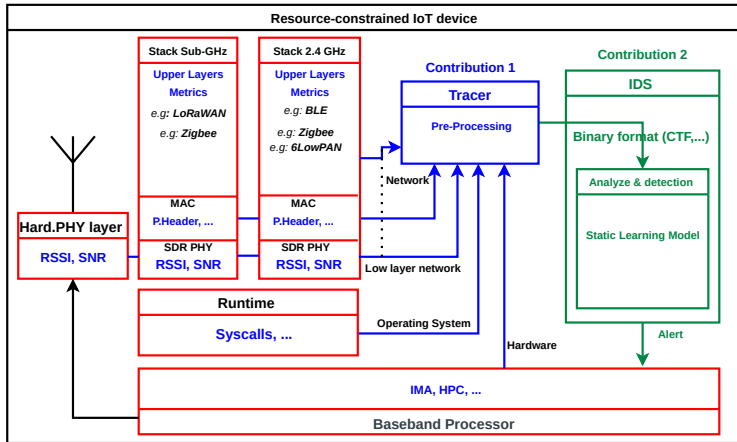 Resource-constrained IoT device
Stack Sub-GHz
Upper Layers
Metrics
e.g: LoRaWAN
e.g: Zigbee
MAC
P.Header, ...
SDR PHY
RSSI, SNR
Stack 2.4 GHz
Upper Layers
Metrics
e.g: BLE
e.g: Zigbee
e.g: 6LowPAN
MAC
P.Header, ...
SDR PHY
RSSI, SNR
Hard.PHY layer
RSSI, SNR
Contribution 1
Tracer
Pre-Processing
Network
Low layer network
Contribution 2
IDS
Binary format (CTF,...)
Analyze & detection
Static Learning Model
Runtime
Syscalls, ...
Operating System
Hardware
Alert
IMA, HPC, ...
Baseband Processor